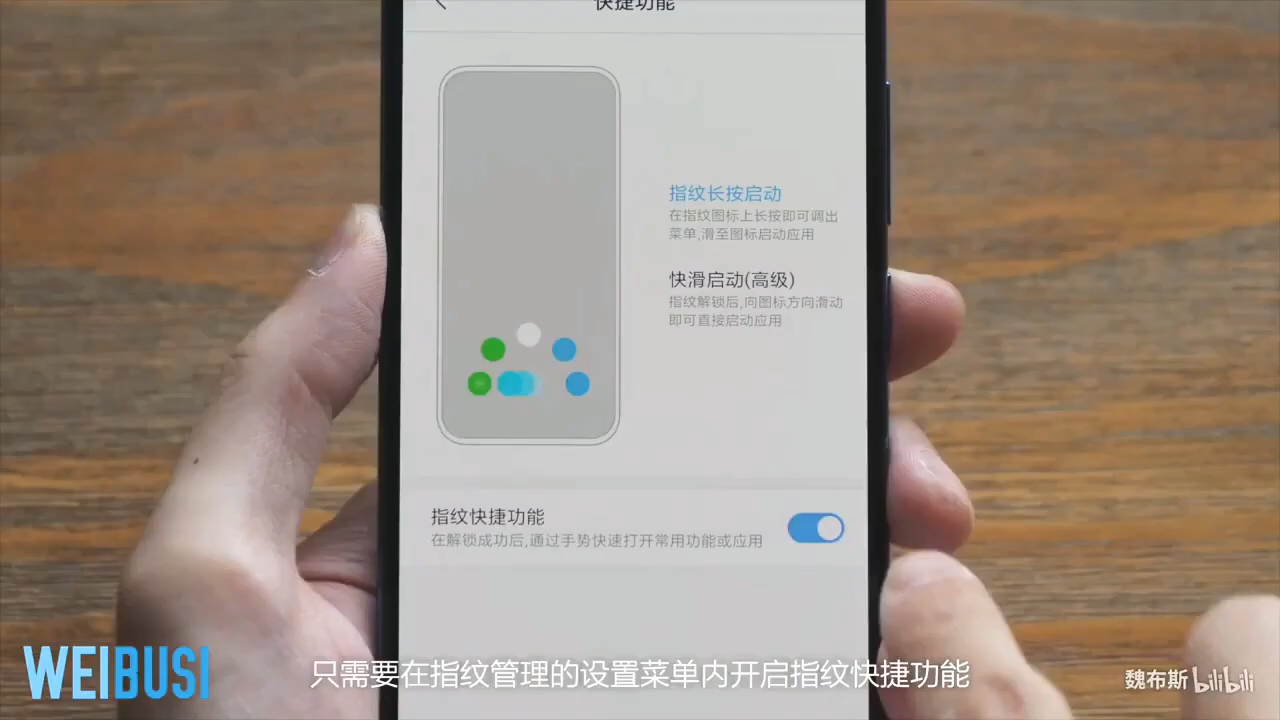 快捷功能
指纹长按启动
在指纹图标上长按即可调出
菜单,滑至图标启动应用
快滑启动(高级)
指纹解锁后,向图标方向滑动
即可直接启动应用
指纹快捷功能
在解锁成功后,通过手势快速打开常用功能或应用
只需要在指纹管理的设置菜单内开启指纹快捷功能
WEIBUSI
魏布斯 bilibili